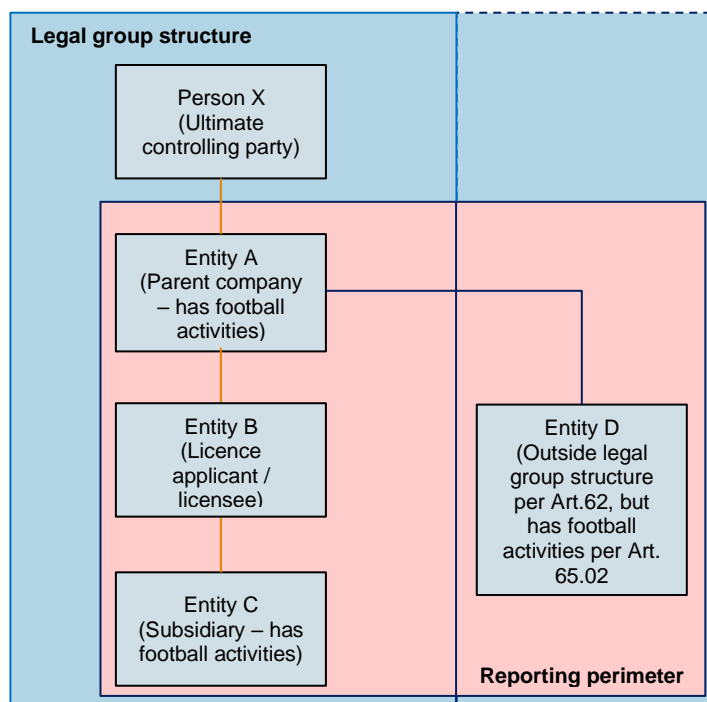 Legal group structure
Person X
(Ultimate
controlling party)
Entity A
(Parent company
– has football
activities)
Entity B
(Licence
applicant /
licensee)
Entity C
(Subsidiary – has
football activities)
Entity D
(Outside legal
group structure
per Art.62, but
has football
activities per Art.
65.02
Reporting perimeter